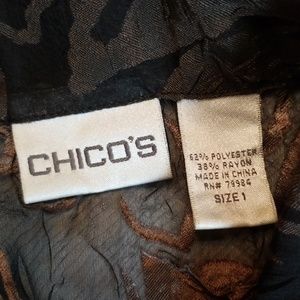 CHICO'S
62% POLYESTER
38% RAYON
MADE IN CHINA
RN# 79984
SIZE 1